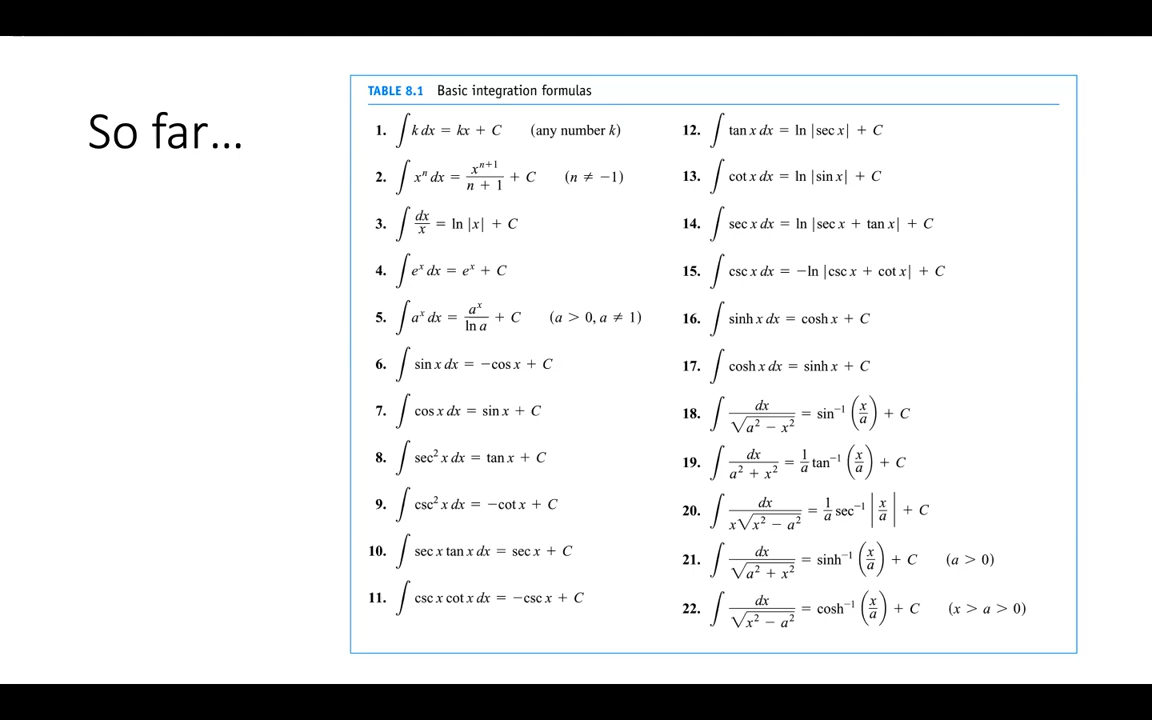 So far…
TABLE 8.1 Basic integration formulas
1. ∫ k dx = kx + C (any number k)
2. ∫ xⁿ dx = xⁿ⁺¹/(n + 1) + C (n ≠ −1)
3. ∫ dx/x = ln |x| + C
4. ∫ eˣ dx = eˣ + C
5. ∫ aˣ dx = aˣ/ln a + C (a > 0, a ≠ 1)
6. ∫ sin x dx = −cos x + C
7. ∫ cos x dx = sin x + C
8. ∫ sec² x dx = tan x + C
9. ∫ csc² x dx = −cot x + C
10. ∫ sec x tan x dx = sec x + C
11. ∫ csc x cot x dx = −csc x + C
12. ∫ tan x dx = ln |sec x| + C
13. ∫ cot x dx = ln |sin x| + C
14. ∫ sec x dx = ln |sec x + tan x| + C
15. ∫ csc x dx = −ln |csc x + cot x| + C
16. ∫ sinh x dx = cosh x + C
17. ∫ cosh x dx = sinh x + C
18. ∫ dx/√(a² − x²) = sin⁻¹ (x/a) + C
19. ∫ dx/(a² + x²) = 1/a tan⁻¹ (x/a) + C
20. ∫ dx/(x√(x² − a²)) = 1/a sec⁻¹ |x/a| + C
21. ∫ dx/√(a² + x²) = sinh⁻¹ (x/a) + C (a > 0)
22. ∫ dx/√(x² − a²) = cosh⁻¹ (x/a) + C (x > a > 0)